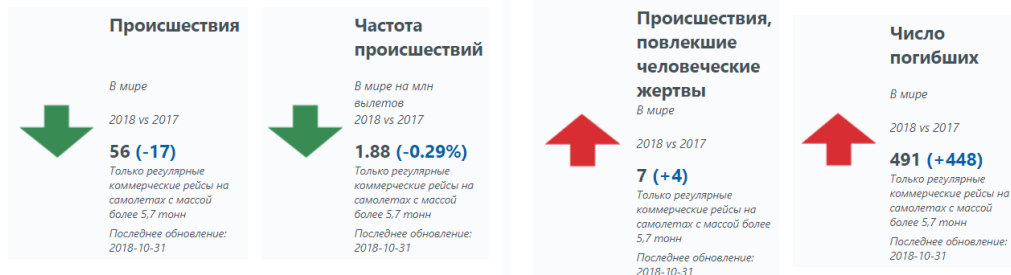 Происшествия
В мире
2018 vs 2017
56 (-17)
Только регулярные
коммерческие рейсы на
самолетах с массой
более 5,7 тонн
Последнее обновление:
2018-10-31
Частота
происшествий
В мире на млн
вылетов
2018 vs 2017
1.88 (-0.29%)
Только регулярные
коммерческие рейсы на
самолетах с массой
более 5,7 тонн
Последнее обновление:
2018-10-31
Происшествия,
повлекшие
человеческие
жертвы
В мире
2018 vs 2017
7 (+4)
Только регулярные
коммерческие рейсы на
самолетах с массой более
5,7 тонн
Последнее обновление:
2018-10-31
Число
погибших
В мире
2018 vs 2017
491 (+448)
Только регулярные
коммерческие рейсы на
самолетах с массой
более 5,7 тонн
Последнее обновление:
2018-10-31